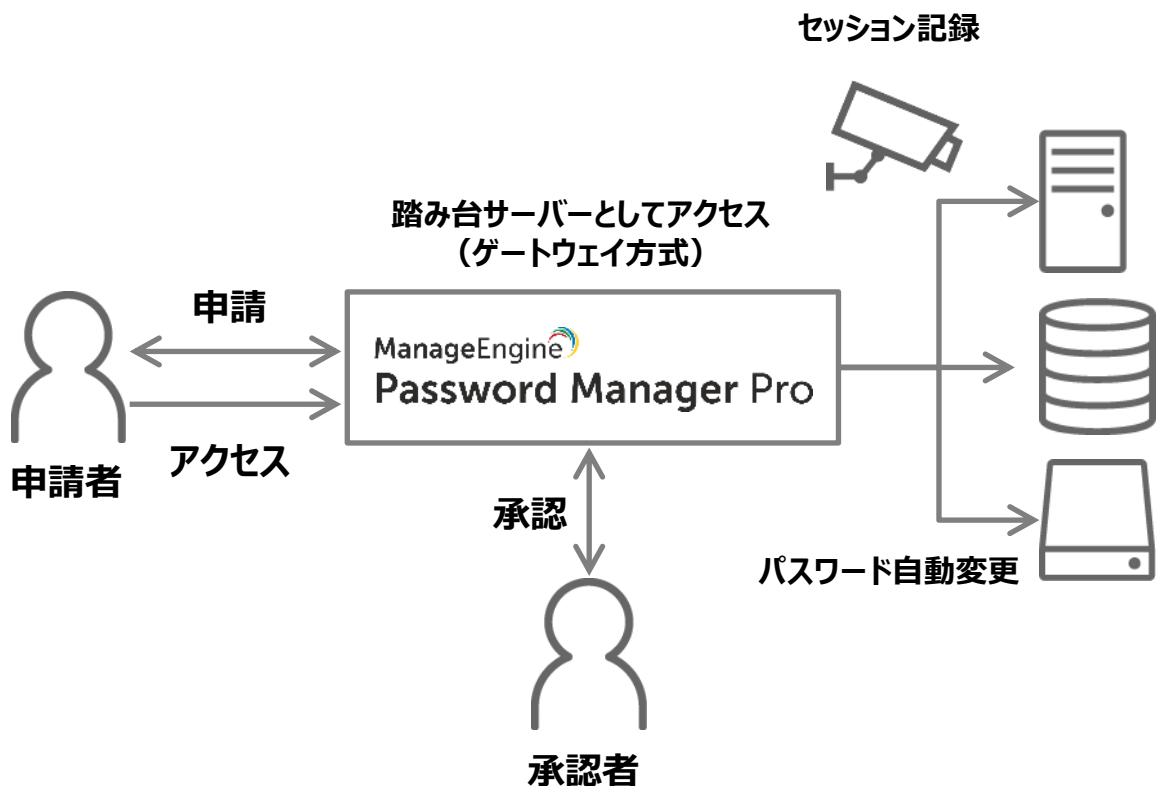 セッション記録
踏み台サーバーとしてアクセス
（ゲートウェイ方式）
申請
ManageEngine
Password Manager Pro
アクセス
申請者
承認
パスワード自動変更
承認者